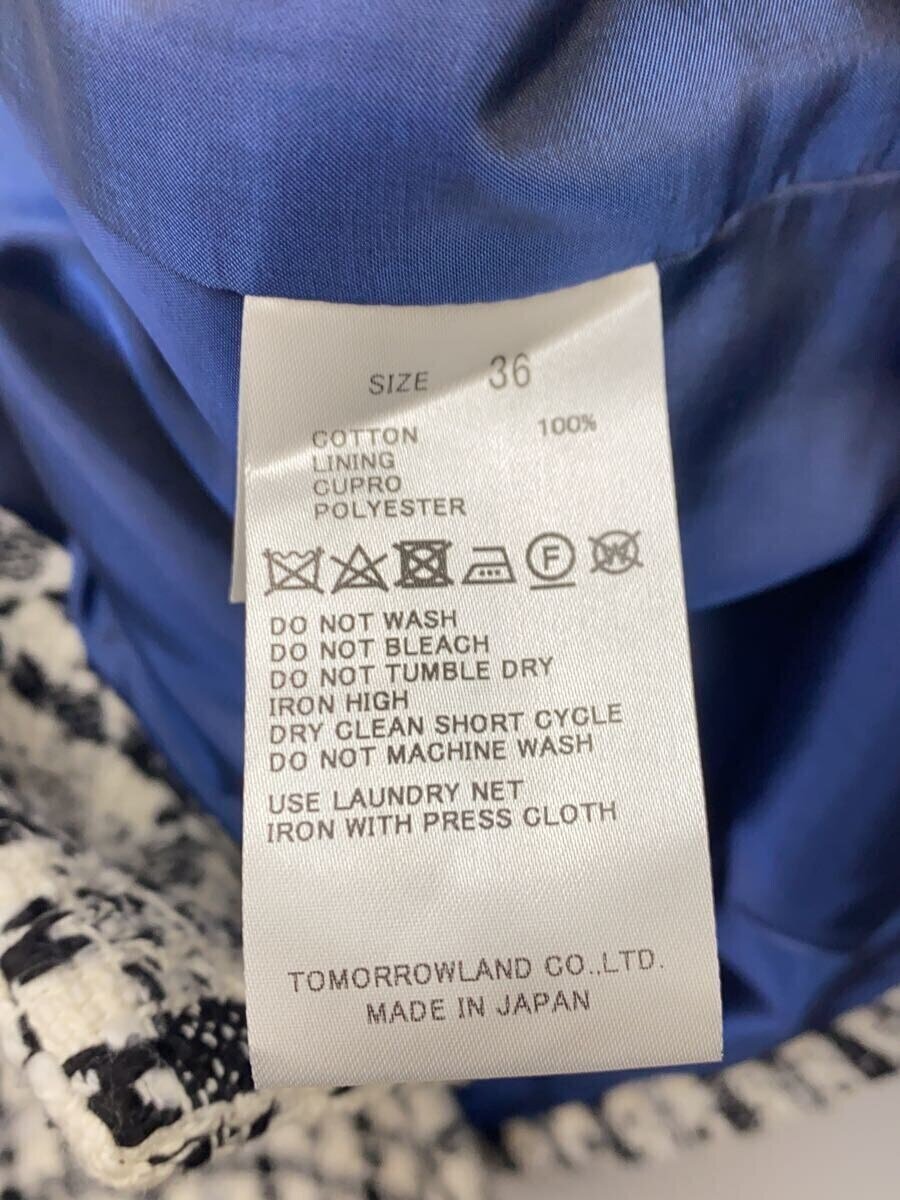 SIZE 36
COTTON 100%
LINING
CUPRO
POLYESTER
F W
DO NOT WASH
DO NOT BLEACH
DO NOT TUMBLE DRY
IRON HIGH
DRY CLEAN SHORT CYCLE
DO NOT MACHINE WASH
USE LAUNDRY NET
IRON WITH PRESS CLOTH
TOMORROWLAND CO.,LTD.
MADE IN JAPAN